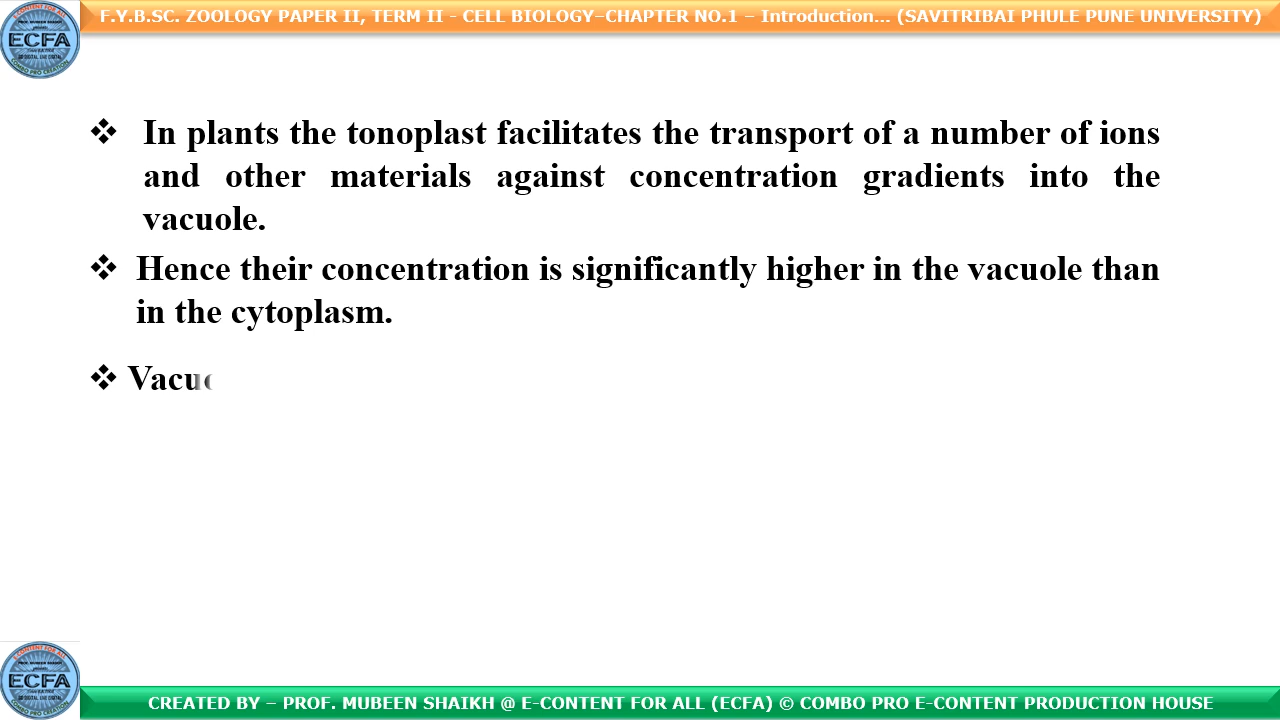 F.Y.B.SC. ZOOLOGY PAPER II, TERM II - CELL BIOLOGY–CHAPTER NO.1 – Introduction... (SAVITRIBAI PHULE PUNE UNIVERSITY)
ECFA
❖ In plants the tonoplast facilitates the transport of a number of ions
and other materials against concentration gradients into the
vacuole.
❖ Hence their concentration is significantly higher in the vacuole than
in the cytoplasm.
❖ Vacu
ECFA
CREATED BY – PROF. MUBEEN SHAIKH @ E-CONTENT FOR ALL (ECFA) © COMBO PRO E-CONTENT PRODUCTION HOUSE